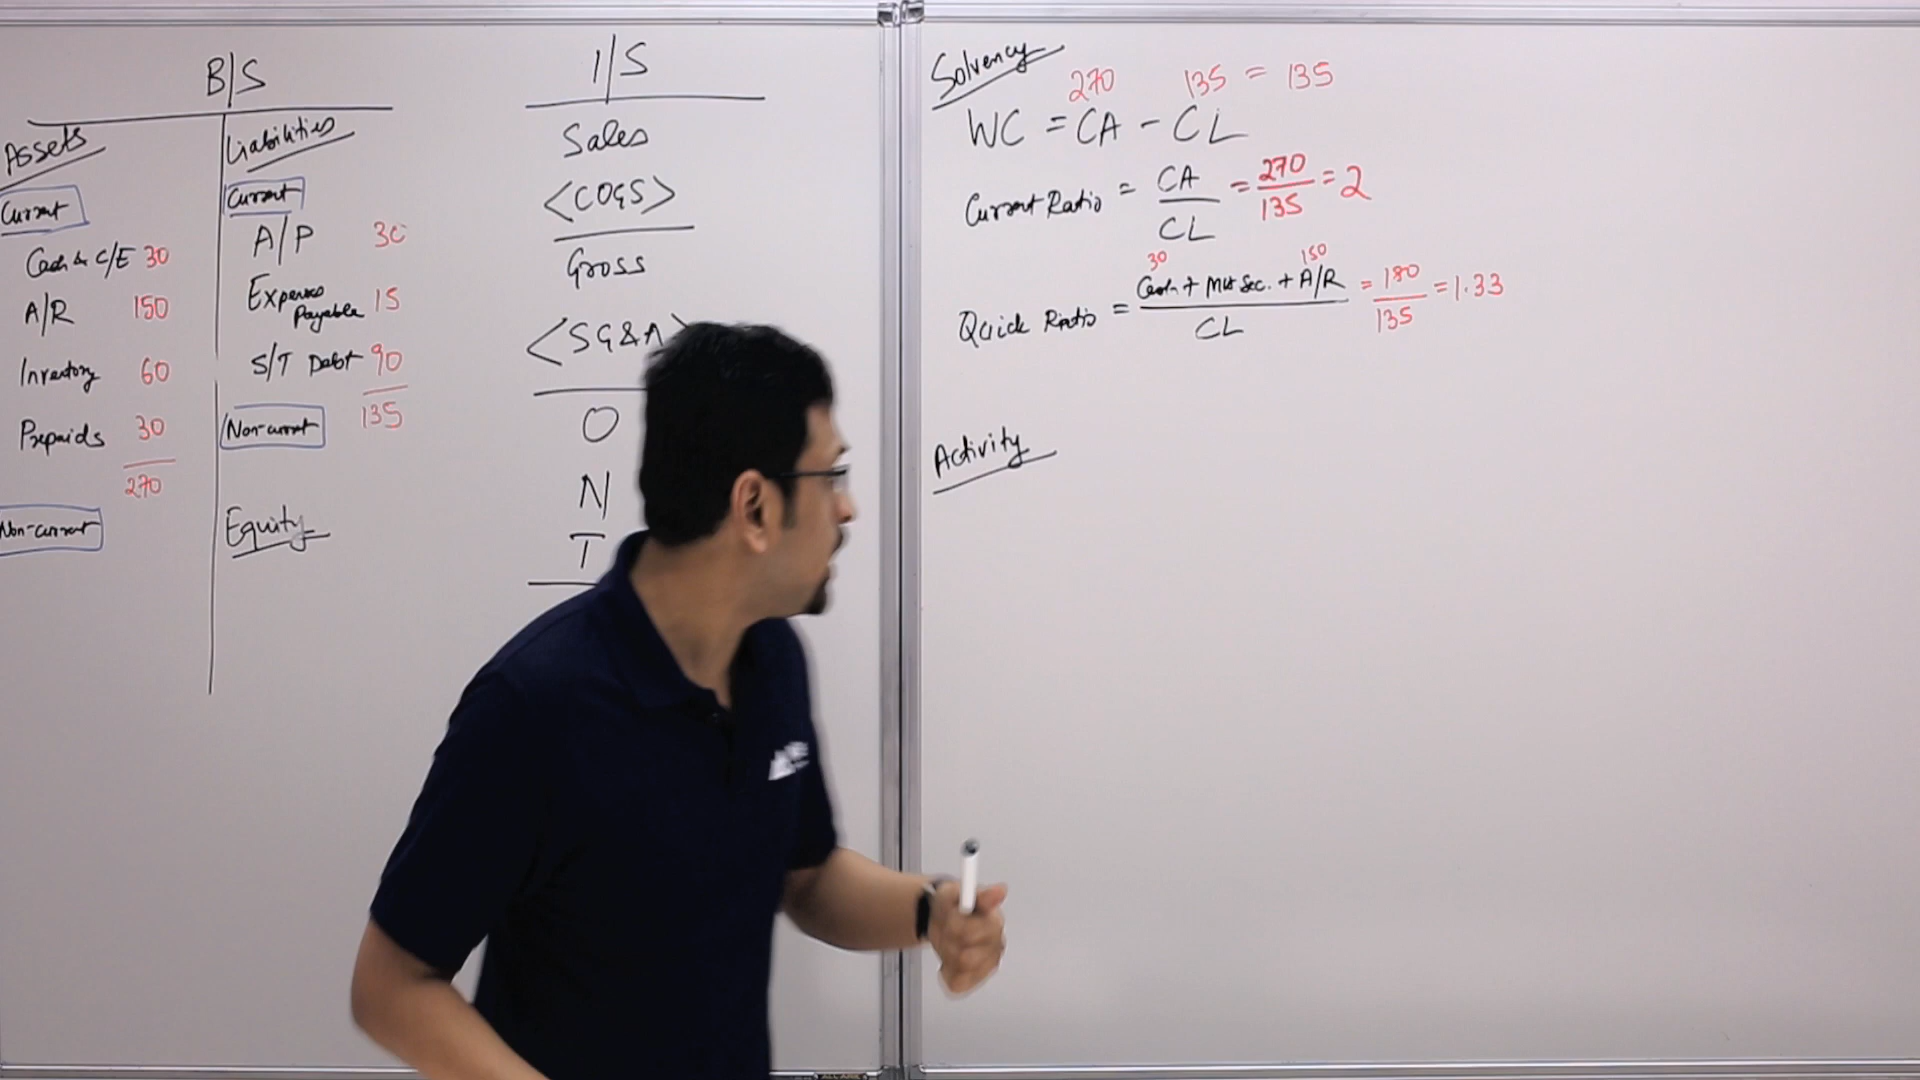 B/S
Assets
Current
Cash & C/E 30
A/R 150
Inventory 60
Prepaids 30
270
Non-current
Liabilities
Current
A/P 30
Expenses
Payable 15
S/T Debt 90
135
Non-current
Equity
I/S
Sales
<COGS>
Gross
<SG&A>
O
N
T
Solvency
270 135 = 135
WC = CA - CL
Current Ratio = CA / CL = 270 / 135 = 2
30 150
Quick Ratio = Cash + Mkt Sec. + A/R / CL = 180 / 135 = 1.33
Activity